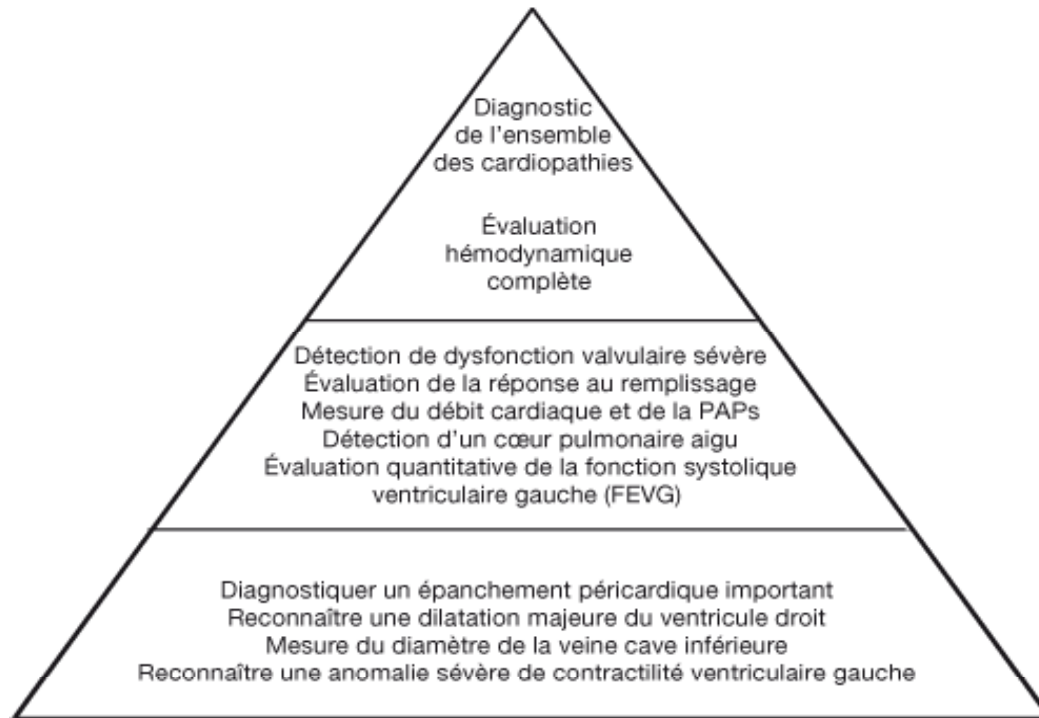 Diagnostic
de l'ensemble
des cardiopathies
Évaluation
hémodynamique
complète
Détection de dysfonction valvulaire sévère
Évaluation de la réponse au remplissage
Mesure du débit cardiaque et de la PAPs
Détection d'un cœur pulmonaire aigu
Évaluation quantitative de la fonction systolique
ventriculaire gauche (FEVG)
Diagnostiquer un épanchement péricardique important
Reconnaître une dilatation majeure du ventricule droit
Mesure du diamètre de la veine cave inférieure
Reconnaître une anomalie sévère de contractilité ventriculaire gauche